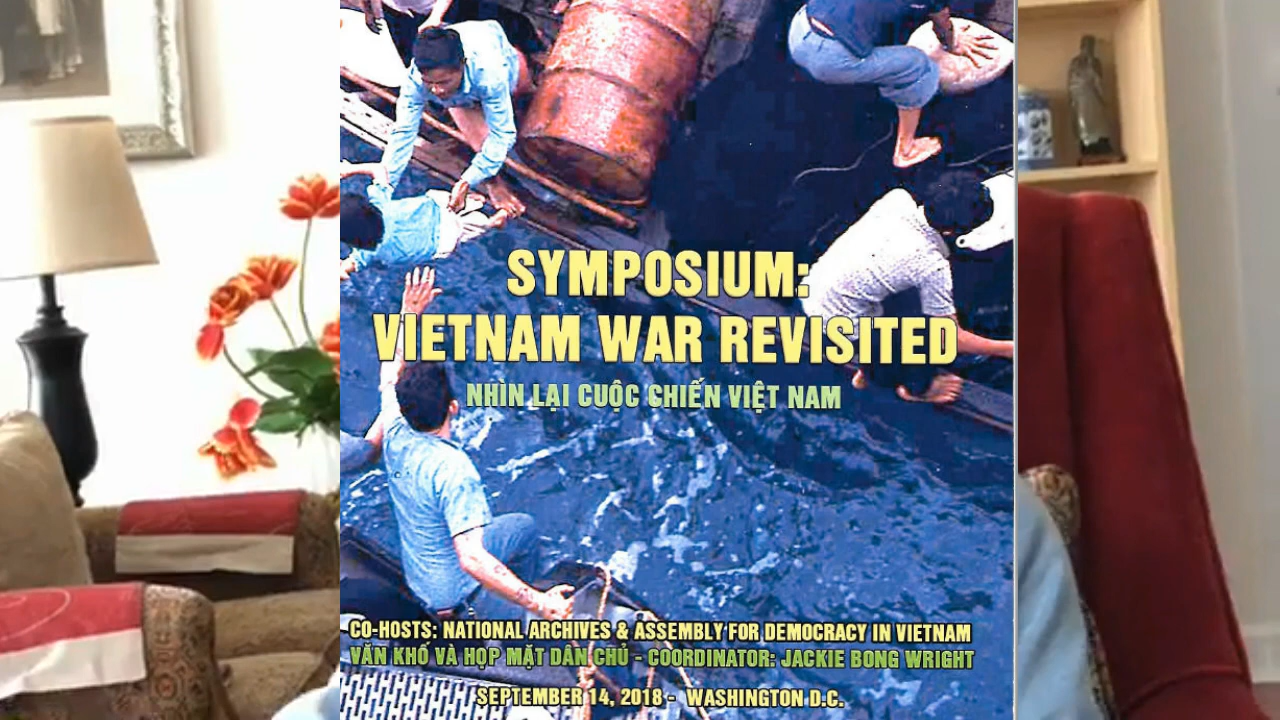 SYMPOSIUM:
VIETNAM WAR REVISITED
NHÌN LẠI CUỘC CHIẾN VIỆT NAM
CO-HOSTS: NATIONAL ARCHIVES & ASSEMBLY FOR DEMOCRACY IN VIETNAM
VĂN KHỐ VÀ HỌP MẶT DÂN CHỦ - COORDINATOR: JACKIE BONG WRIGHT
SEPTEMBER 14, 2018 - WASHINGTON D.C.